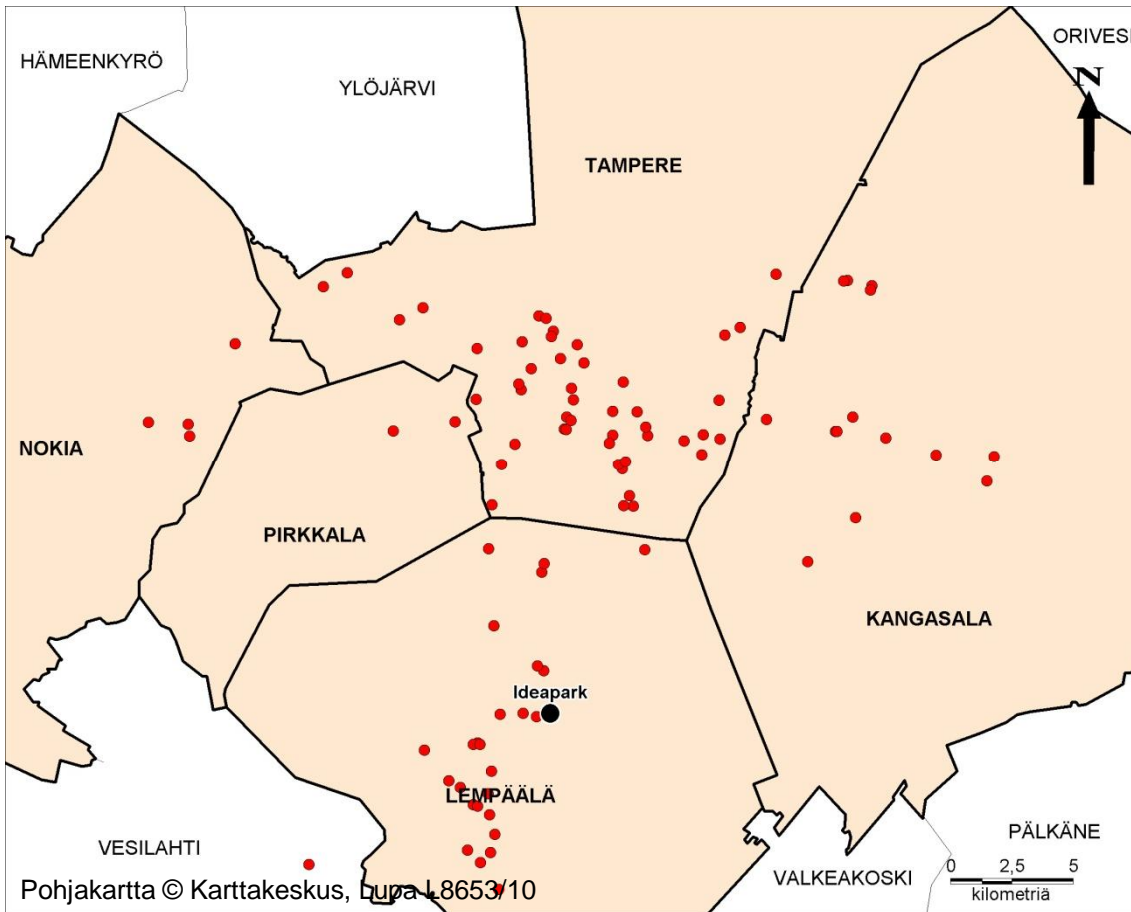 ORIVESI
HÄMEENKYRÖ
N
YLÖJÄRVI
TAMPERE
NOKIA
PIRKKALA
KANGASALA
Ideapark
LEMPÄÄLÄ
PÄLKÄNE
VESILAHTI
0 2,5 5
VALKEAKOSKI
kilometriä
Pohjakartta © Karttakeskus, Lupa L8653/10